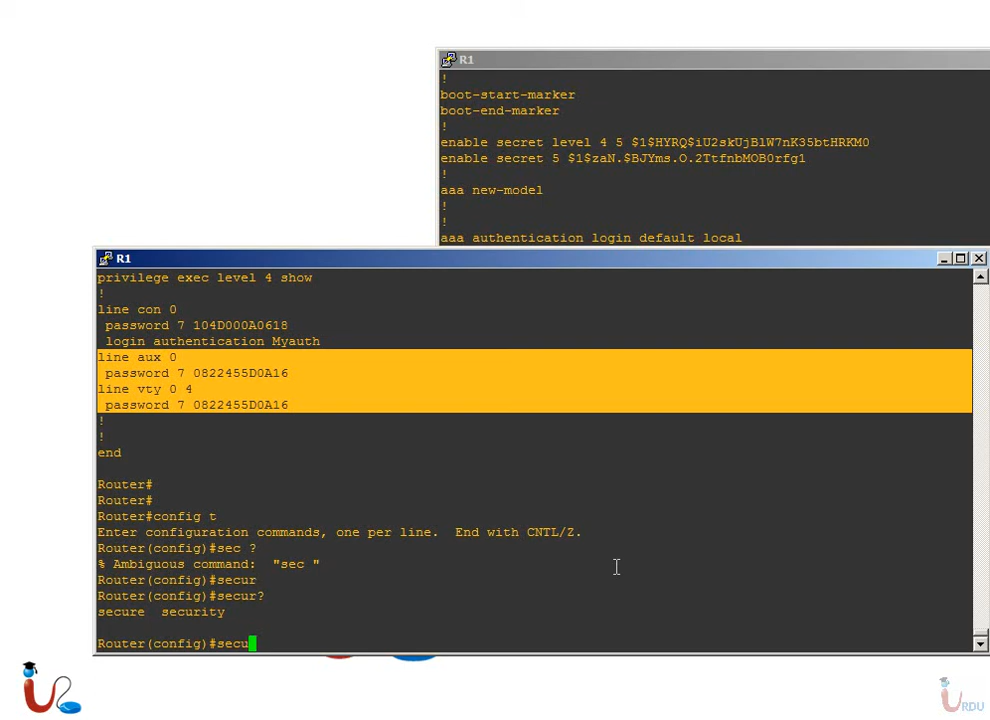 R1
!
boot-start-marker
boot-end-marker
!
enable secret level 4 5 $1$HYRQ$iU2skUjBlW7nK35btHRKM0
enable secret 5 $1$zaN.$BJYms.O.2TtfnbMOB0rfg1
!
aaa new-model
!
!
aaa authentication login default local
R1
privilege exec level 4 show
!
line con 0
password 7 104D000A0618
login authentication Myauth
line aux 0
password 7 0822455D0A16
line vty 0 4
password 7 0822455D0A16
!
!
end
Router#
Router#
Router#config t
Enter configuration commands, one per line.  End with CNTL/Z.
Router(config)#sec ?
% Ambiguous command:  "sec "
Router(config)#secur
Router(config)#secur?
secure  security
Router(config)#secu
URDU